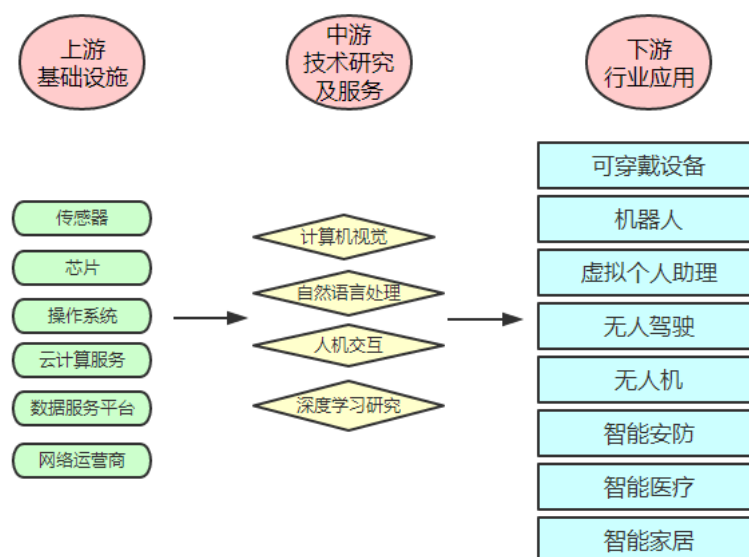 上游
基础设施
中游
技术研究
及服务
下游
行业应用
传感器
芯片
操作系统
云计算服务
数据服务平台
网络运营商
计算机视觉
自然语言处理
人机交互
深度学习研究
可穿戴设备
机器人
虚拟个人助理
无人驾驶
无人机
智能安防
智能医疗
智能家居